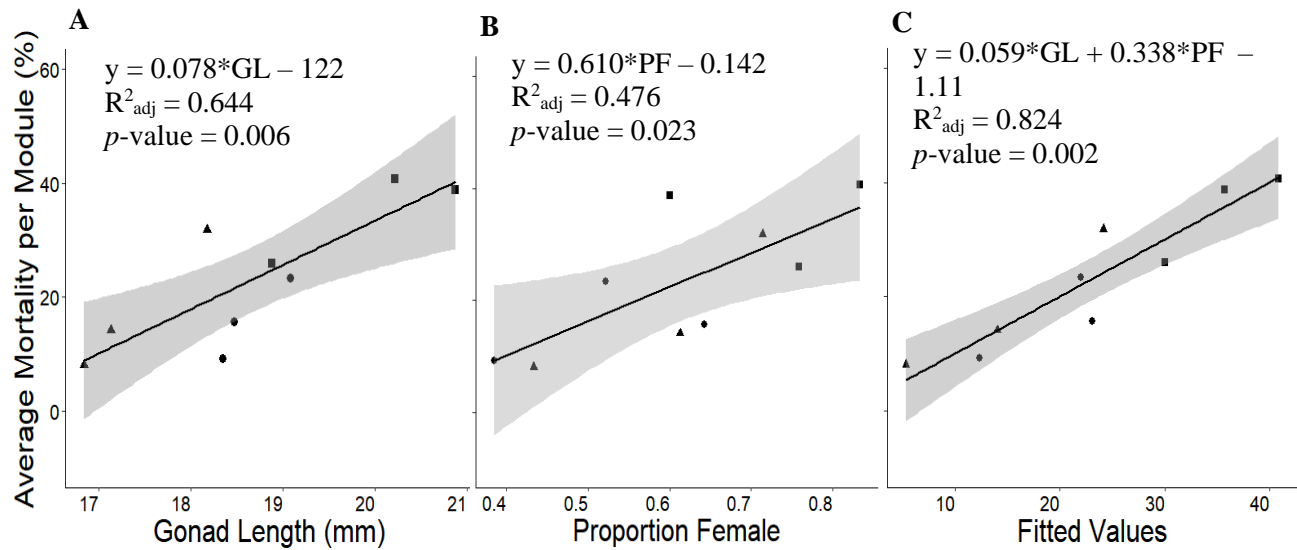 A
y = 0.078*GL – 122
R²adj = 0.644
p-value = 0.006
B
y = 0.610*PF – 0.142
R²adj = 0.476
p-value = 0.023
C
y = 0.059*GL + 0.338*PF –
1.11
R²adj = 0.824
p-value = 0.002
Average Mortality per Module (%)
60
40
20
0
17 18 19 20 21
Gonad Length (mm)
0.4 0.5 0.6 0.7 0.8
Proportion Female
10 20 30 40
Fitted Values